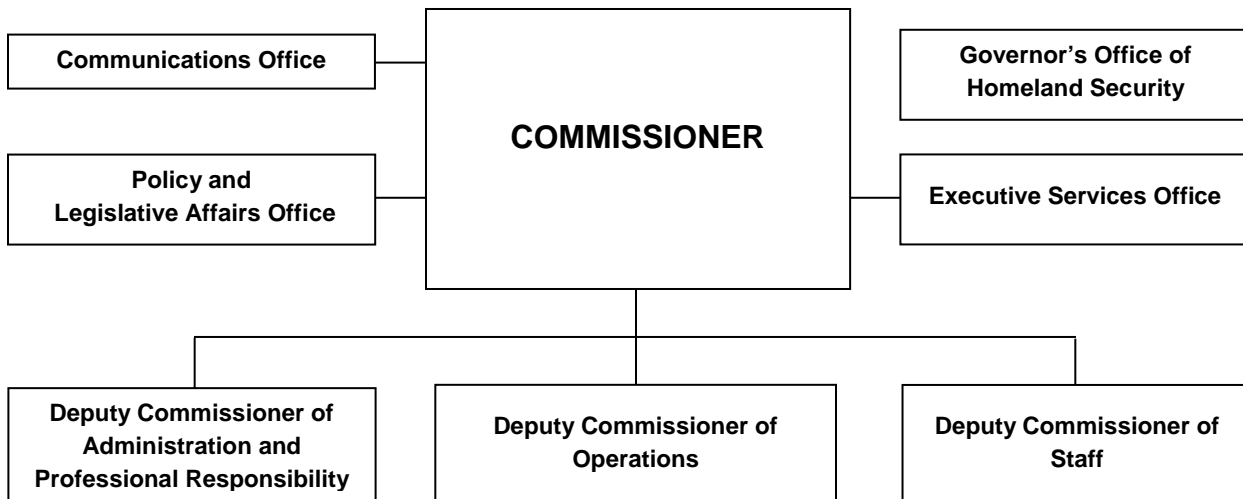 Communications Office
COMMISSIONER
Governor’s Office of
Homeland Security
Policy and
Legislative Affairs Office
Executive Services Office
Deputy Commissioner of
Administration and
Professional Responsibility
Deputy Commissioner of
Operations
Deputy Commissioner of
Staff